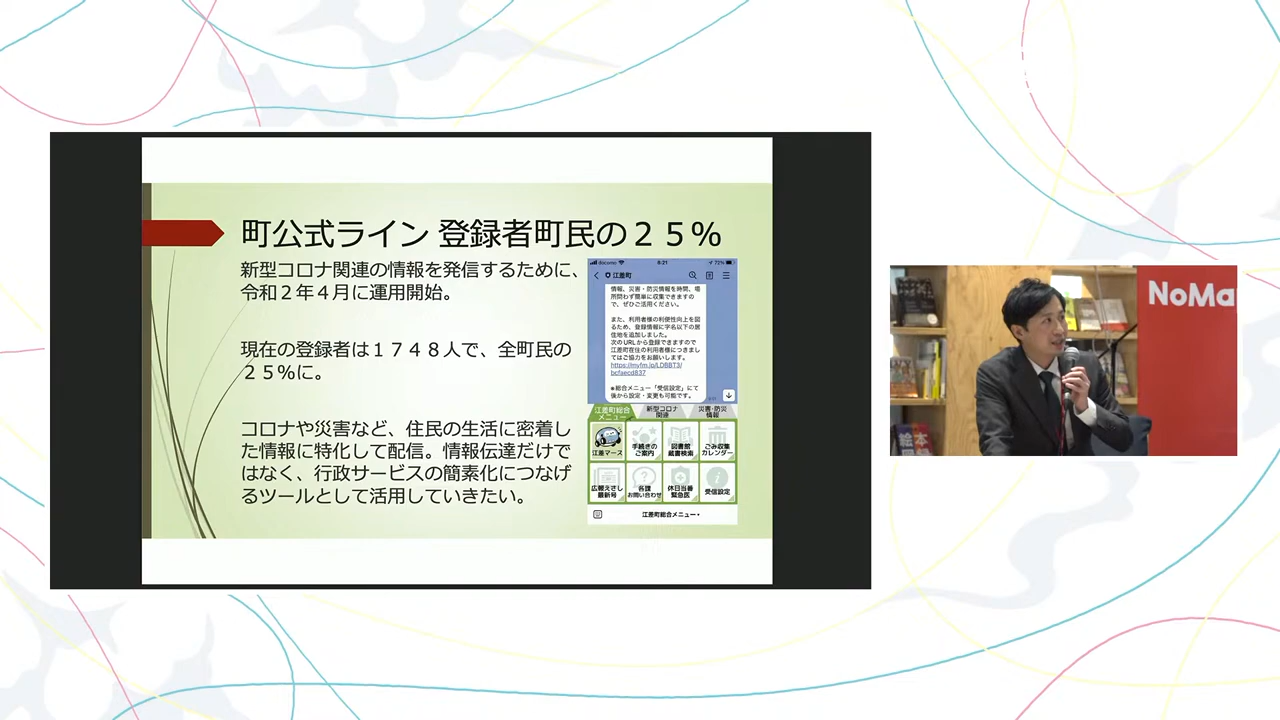 町公式ライン 登録者町民の２５％
新型コロナ関連の情報を発信するために、
令和２年４月に運用開始。
現在の登録者は１７４８人で、全町民の
２５％に。
コロナや災害など、住民の生活に密着し
た情報に特化して配信。情報伝達だけで
はなく、行政サービスの簡素化につなげ
るツールとして活用していきたい。
docomo 8:21 72%
江差町
情報、災害・防災情報を時間、場
所問わず簡単に収集できますの
で、ぜひご活用ください。
また、利用者様の利便性向上を図
るため、登録情報に字名以下の居
住地を追加しました。
次のURLから登録できますので
江差町在住の利用者様につきまし
てはご協力をお願いします。
https://myfm.jp/LDBBT3/
bcfaecd837
※総合メニュー「受信設定」にて
後から設定・変更も可能です。
江差町総合
メニュー
新型コロナ
関連
災害・防災
情報
江差マース
手続きの
ご案内
図書館
蔵書検索
ごみ収集
カレンダー
広報えさし
最新号
各課
お問い合わせ
休日当番
緊急医
受信設定
江差町総合メニュー
NoMa
絵本